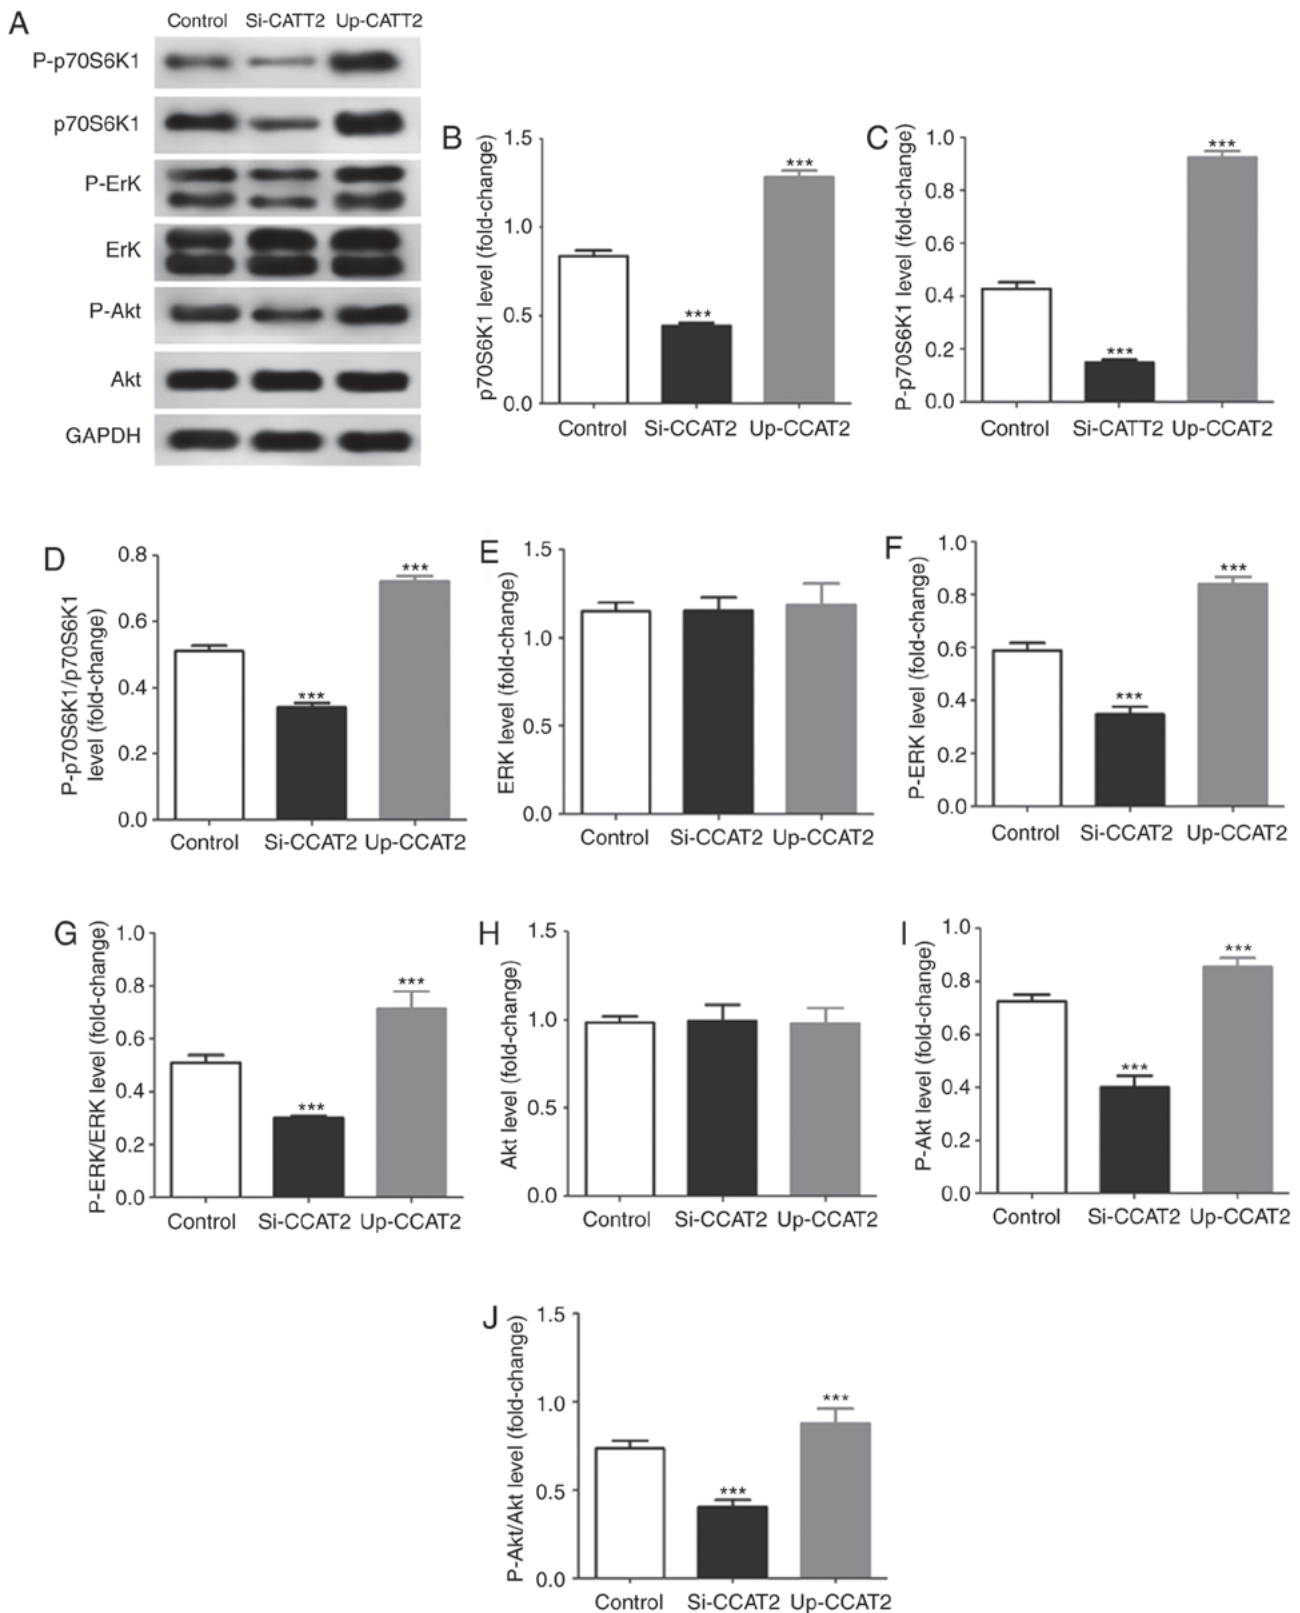 A
Control Si-CATT2 Up-CATT2
P-p70S6K1
p70S6K1
P-ErK
ErK
P-Akt
Akt
GAPDH
B
p70S6K1 level (fold-change)
1.5
1.0
0.5
0.0
***
***
Control Si-CCAT2 Up-CCAT2
C
P-p70S6K1 level (fold-change)
1.0
0.8
0.6
0.4
0.2
0.0
***
***
Control Si-CATT2 Up-CCAT2
D
P-p70S6K1/p70S6K1
level (fold-change)
0.8
0.6
0.4
0.2
0.0
***
***
Control Si-CCAT2 Up-CCAT2
E
ERK level (fold-change)
1.5
1.0
0.5
0.0
Control Si-CCAT2 Up-CCAT2
F
P-ERK level (fold-change)
1.0
0.8
0.6
0.4
0.2
0.0
***
***
Control Si-CCAT2 Up-CCAT2
G
P-ERK/ERK level (fold-change)
1.0
0.8
0.6
0.4
0.2
0.0
***
***
Control Si-CCAT2 Up-CCAT2
H
Akt level (fold-change)
1.5
1.0
0.5
0.0
Control Si-CCAT2 Up-CCAT2
I
P-Akt level (fold-change)
1.0
0.8
0.6
0.4
0.2
0.0
***
***
Control Si-CCAT2 Up-CCAT2
J
P-Akt/Akt level (fold-change)
1.5
1.0
0.5
0.0
***
***
Control Si-CCAT2 Up-CCAT2